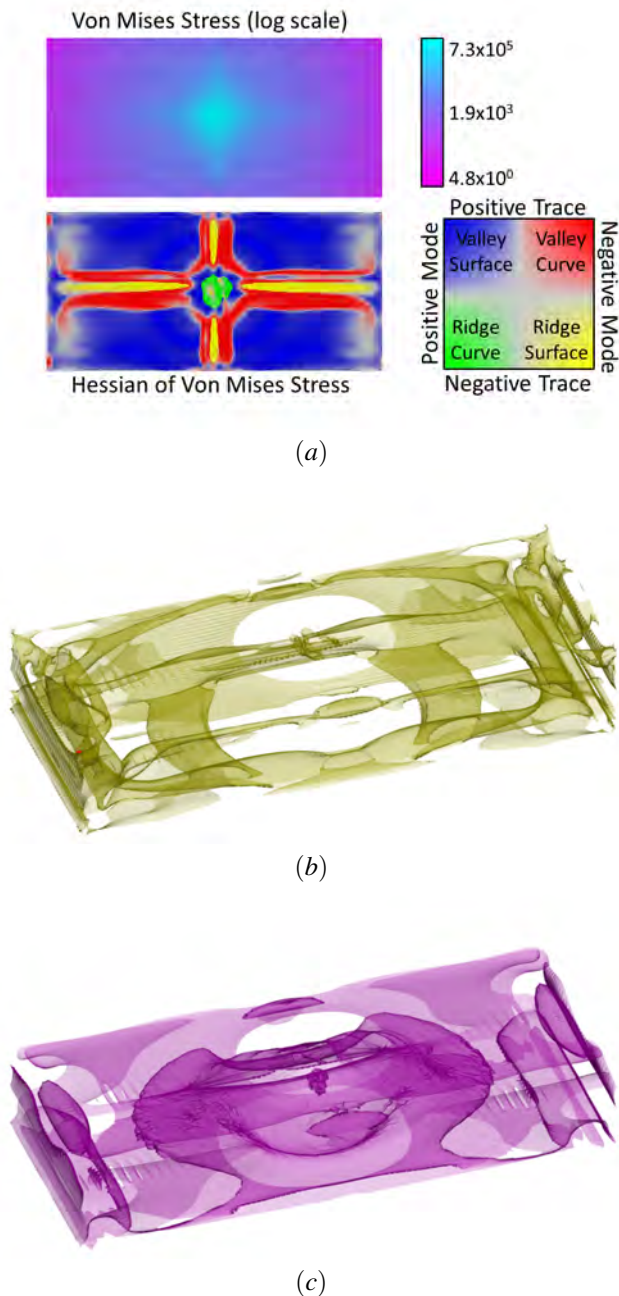 Von Mises Stress (log scale)
7.3x10⁵
1.9x10³
4.8x10⁰
Positive Trace
Positive Mode
Valley Surface
Valley Curve
Ridge Curve
Ridge Surface
Negative Mode
Negative Trace
Hessian of Von Mises Stress
(a)
(b)
(c)